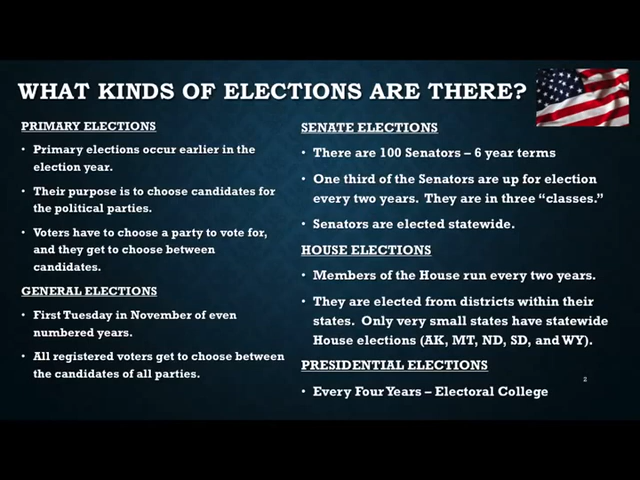 WHAT KINDS OF ELECTIONS ARE THERE?
PRIMARY ELECTIONS
• Primary elections occur earlier in the
election year.
• Their purpose is to choose candidates for
the political parties.
• Voters have to choose a party to vote for,
and they get to choose between
candidates.
GENERAL ELECTIONS
• First Tuesday in November of even
numbered years.
• All registered voters get to choose between
the candidates of all parties.
SENATE ELECTIONS
• There are 100 Senators – 6 year terms
• One third of the Senators are up for election
every two years. They are in three “classes.”
• Senators are elected statewide.
HOUSE ELECTIONS
• Members of the House run every two years.
• They are elected from districts within their
states. Only very small states have statewide
House elections (AK, MT, ND, SD, and WY).
PRESIDENTIAL ELECTIONS
• Every Four Years – Electoral College
2